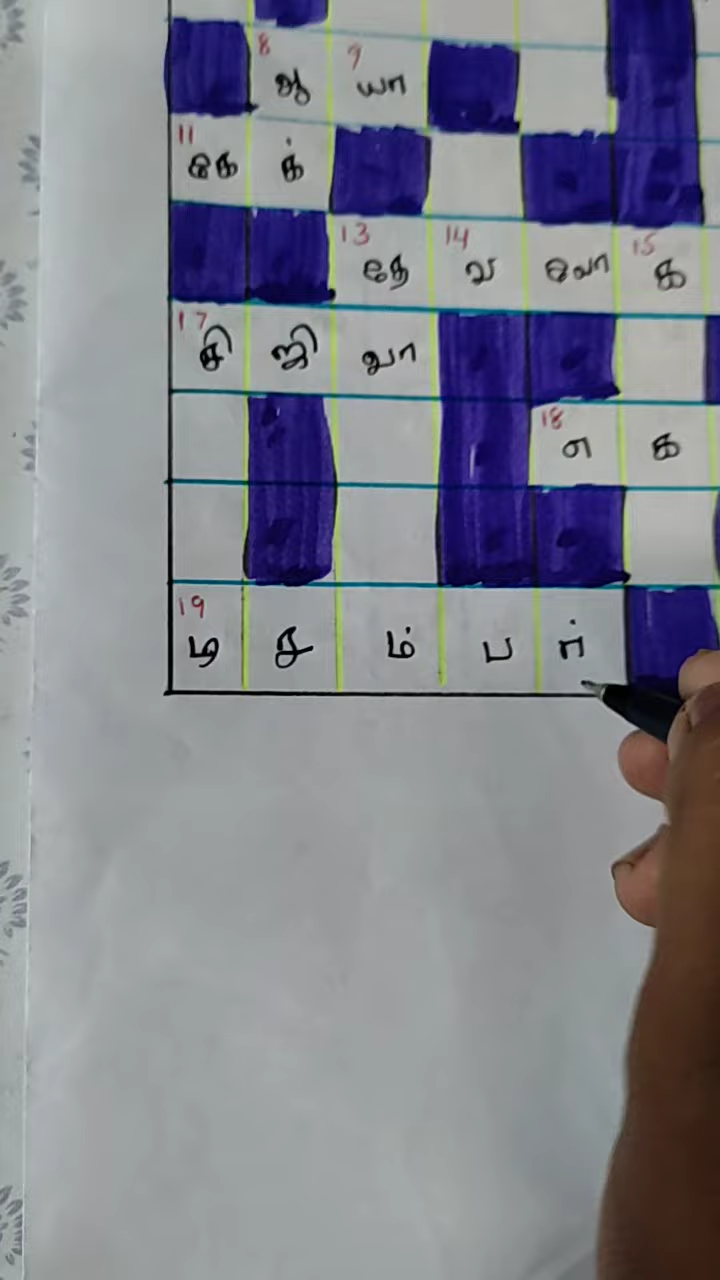 8 ஆ 9 யா
11 கே க்
13 தே 14 வ லோ 15 க
17 சி ஜி வா
18 எ க
19 டி ச ம் ப ர்